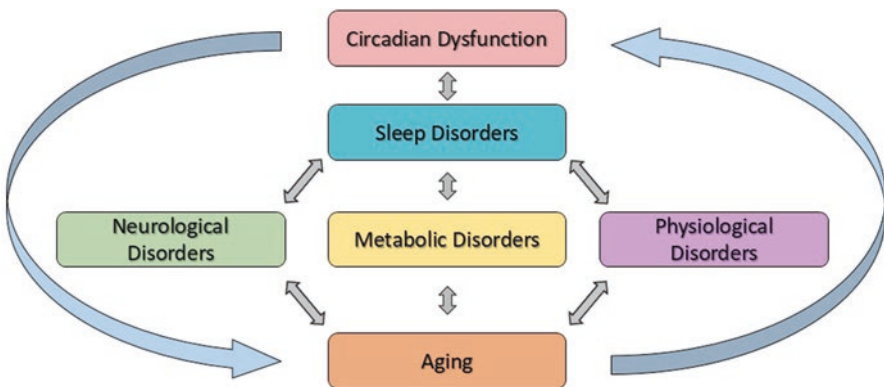 Circadian Dysfunction
Sleep Disorders
Neurological
Disorders
Metabolic Disorders
Physiological
Disorders
Aging